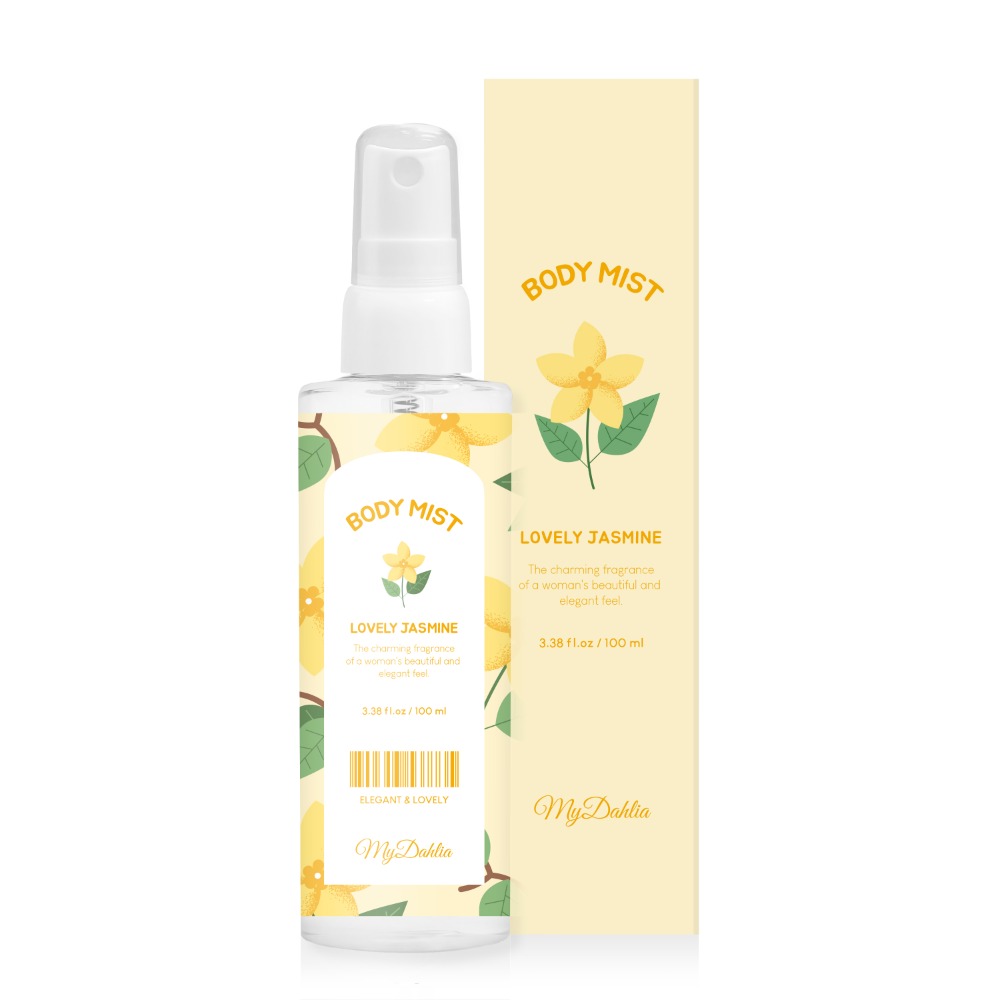 BODY MIST
LOVELY JASMINE
The charming fragrance
of a woman's beautiful and
elegant feel.
3.38 fl.oz / 100 ml
ELEGANT & LOVELY
MyDahlia
BODY MIST
LOVELY JASMINE
The charming fragrance
of a woman's beautiful and
elegant feel.
3.38 fl.oz / 100 ml
MyDahlia